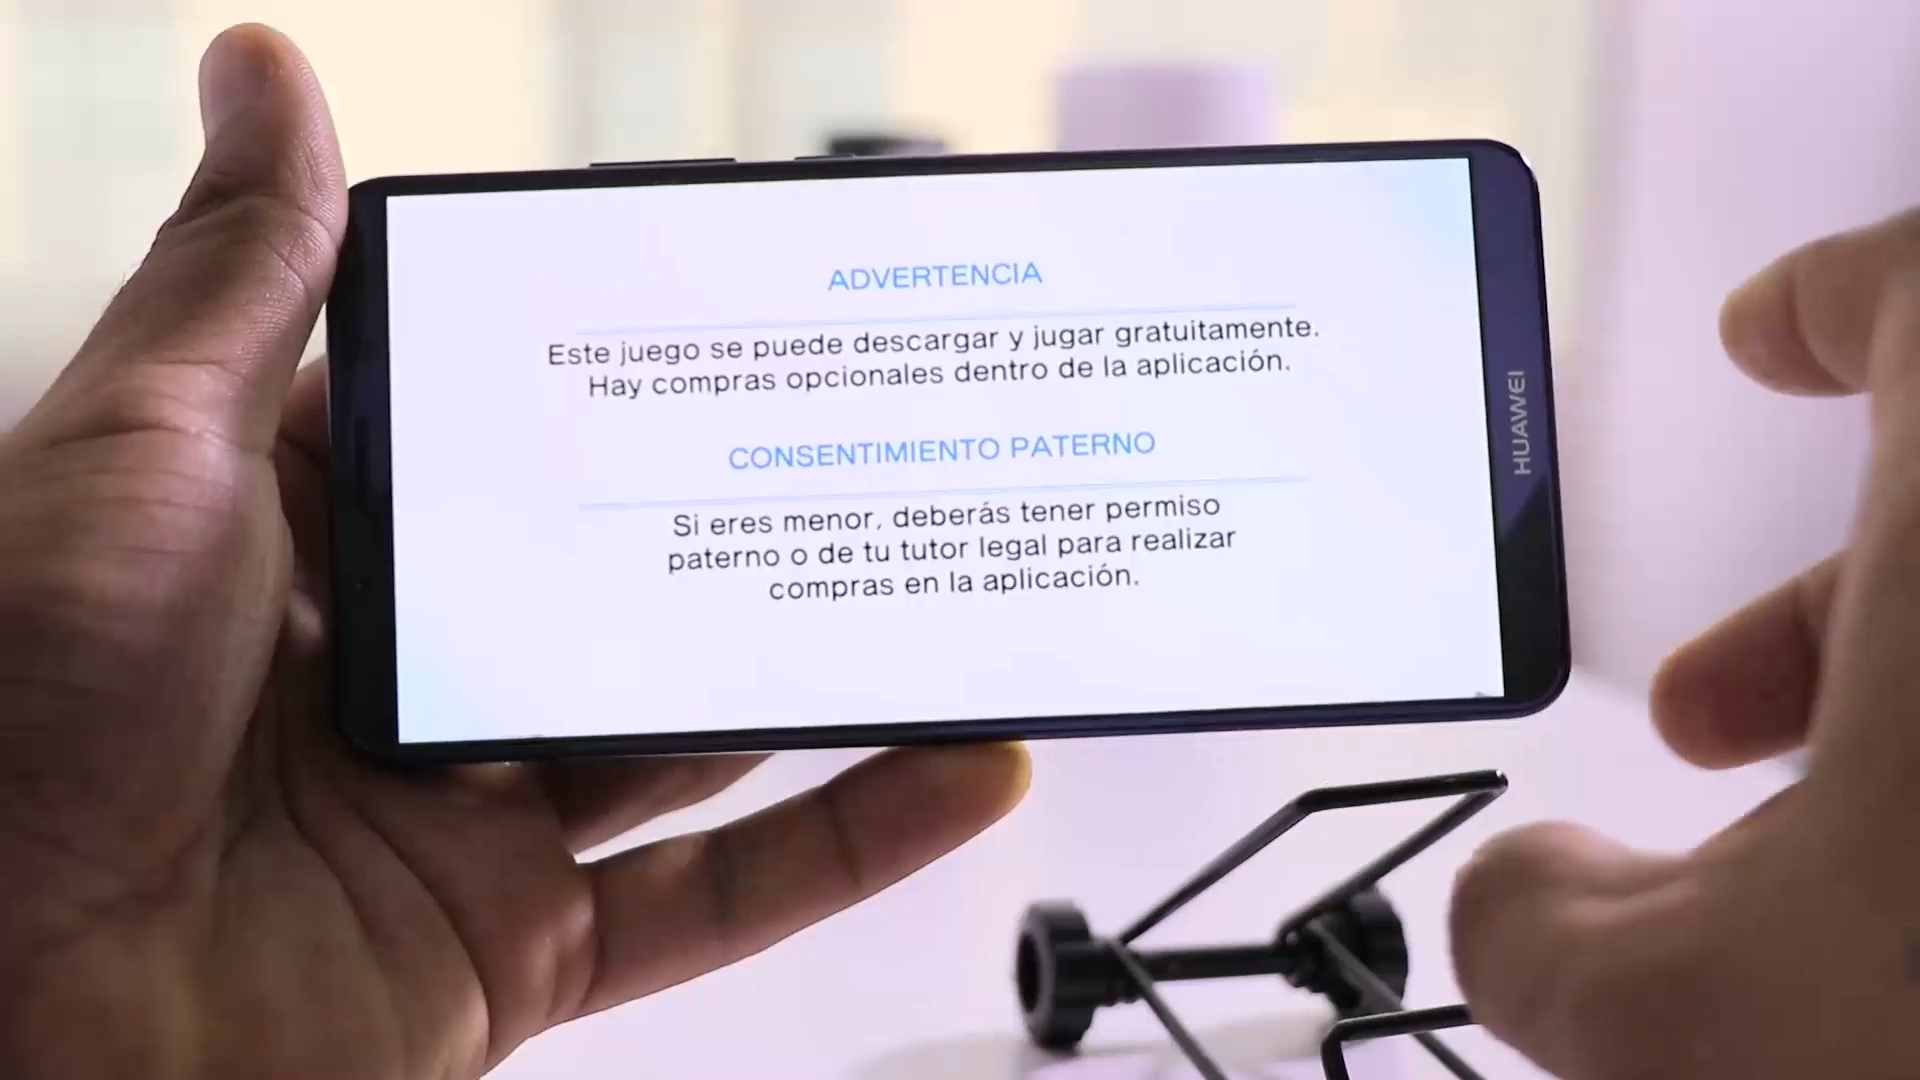 ADVERTENCIA
Este juego se puede descargar y jugar gratuitamente.
Hay compras opcionales dentro de la aplicación.
CONSENTIMIENTO PATERNO
Si eres menor, deberás tener permiso
paterno o de tu tutor legal para realizar
compras en la aplicación.
HUAWEI